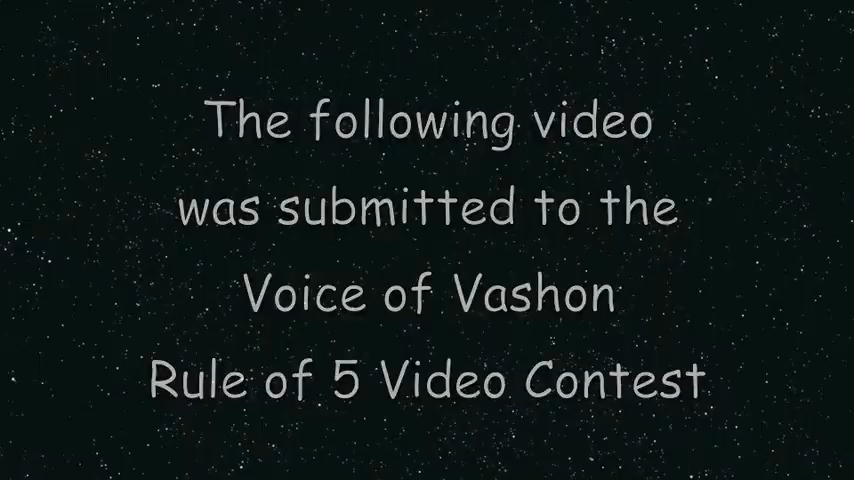 The following video
was submitted to the
Voice of Vashon
Rule of 5 Video Contest